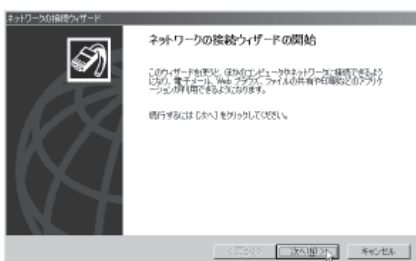 ネットワークの接続ウィザード
ネットワークの接続ウィザードの開始
このウィザードを使うと、ほかのコンピュータやネットワークに接続できるよう
になり、電子メール、Web ブラウズ、ファイルの共有や印刷などのアプリケ
ーションが利用できるようになります。
続行するには [次へ] をクリックしてください。
< 戻る(B)
次へ(N) >
キャンセル